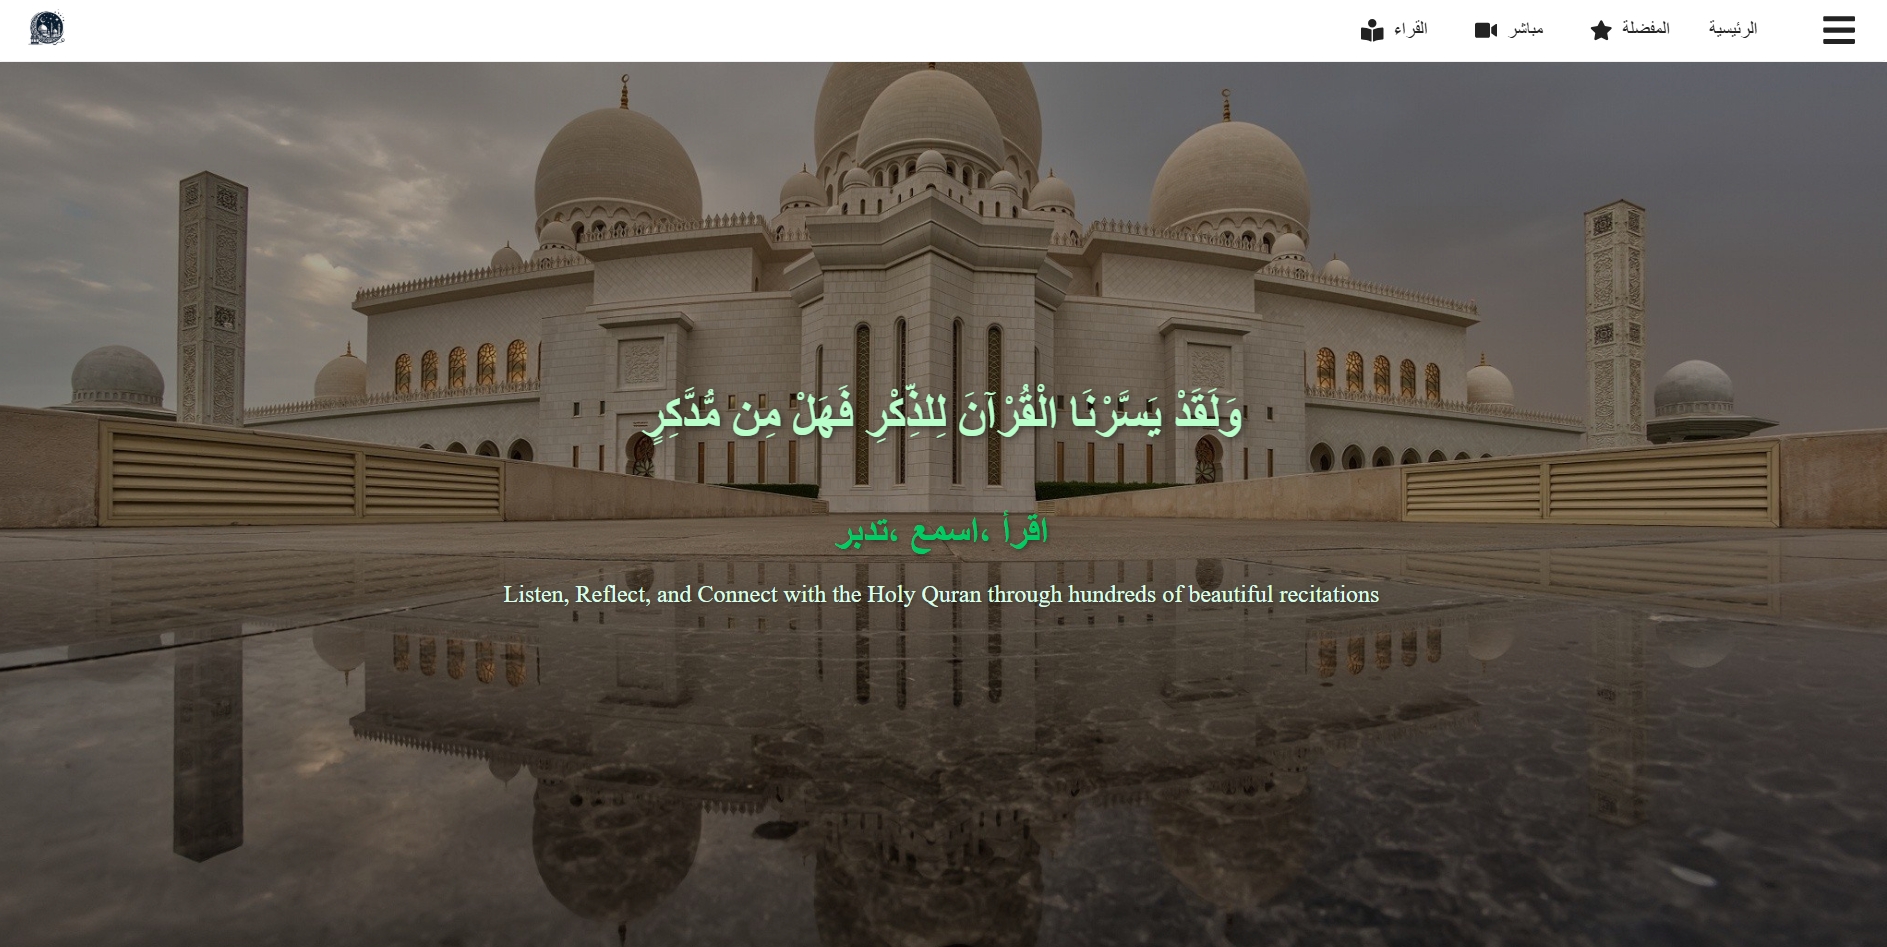 الرئيسية
المفضلة
مباشر
القراء
وَلَقَدْ يَسَّرْنَا الْقُرْآنَ لِلذِّكْرِ فَهَلْ مِن مُّدَّكِرٍ
اقرأ ،اسمع ،تدبر
Listen, Reflect, and Connect with the Holy Quran through hundreds of beautiful recitations